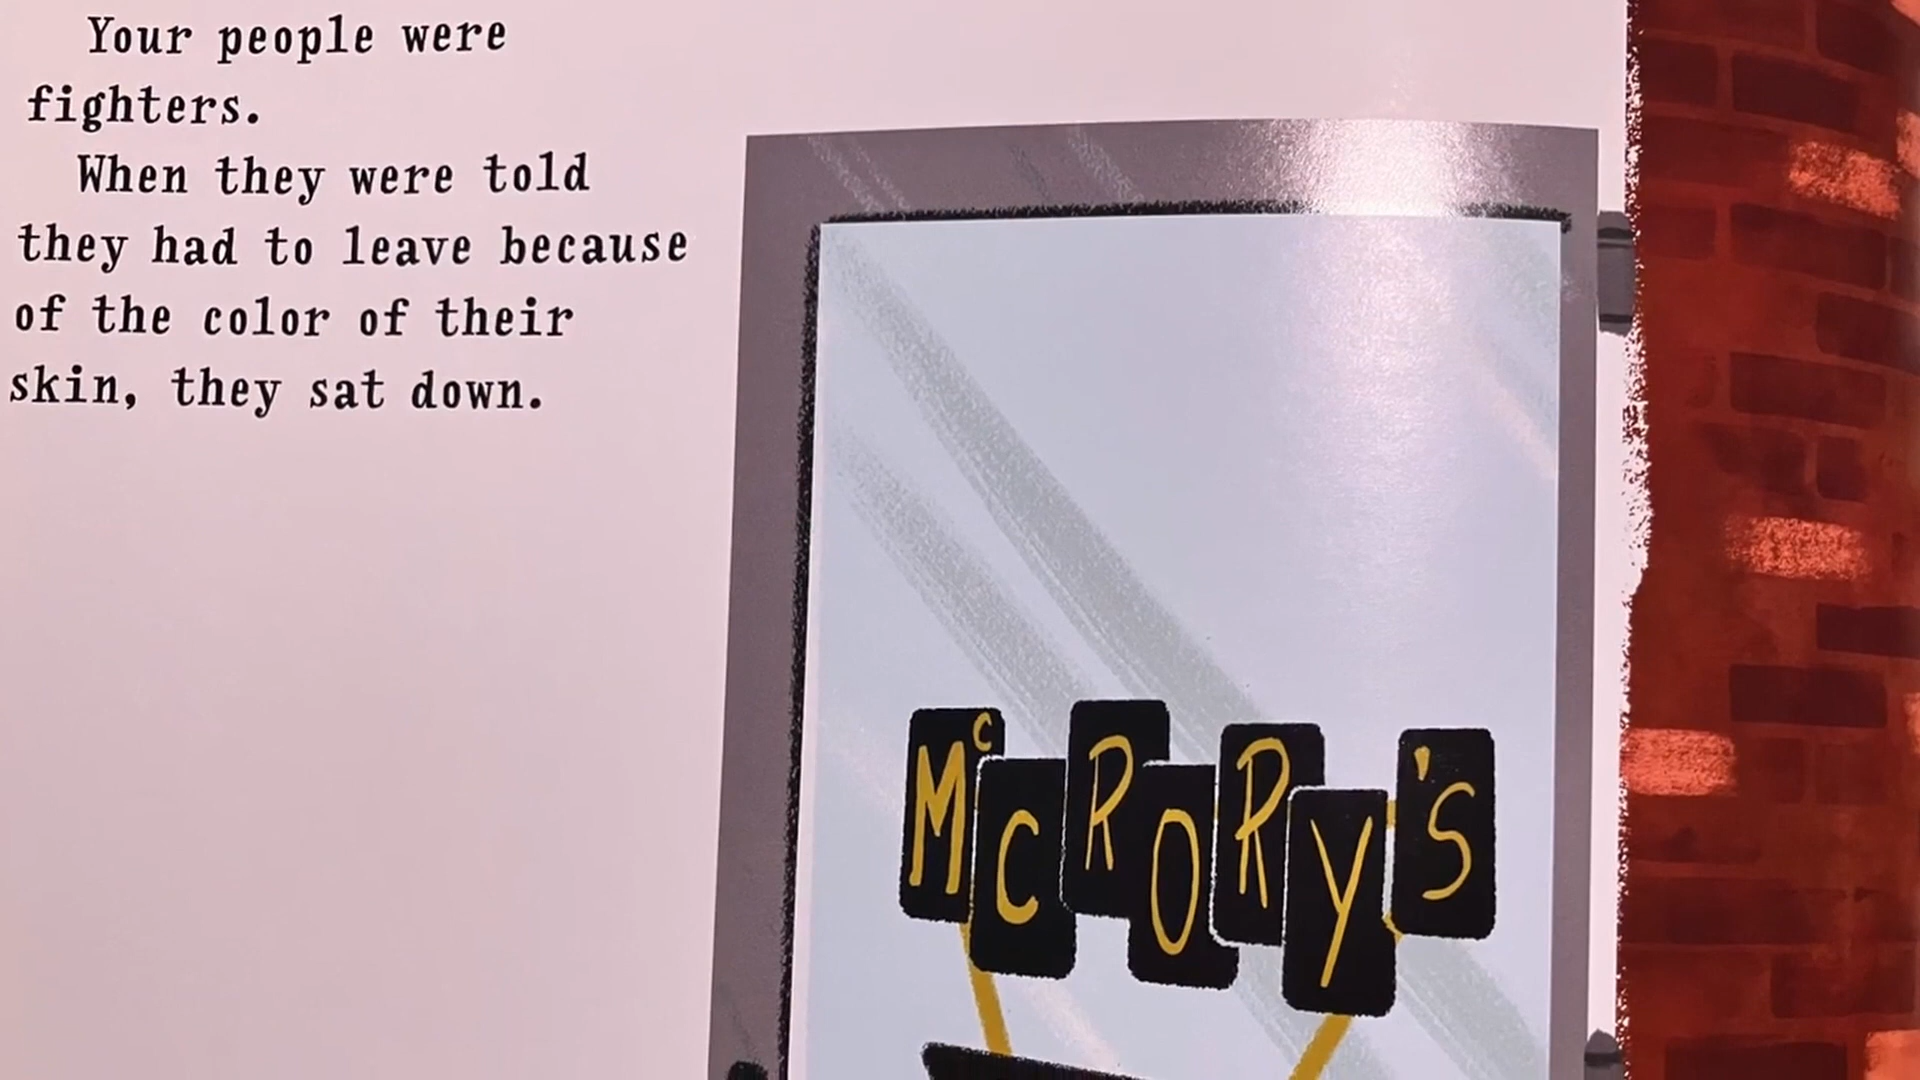 Your people were
fighters.
When they were told
they had to leave because
of the color of their
skin, they sat down.
McCRORY'S